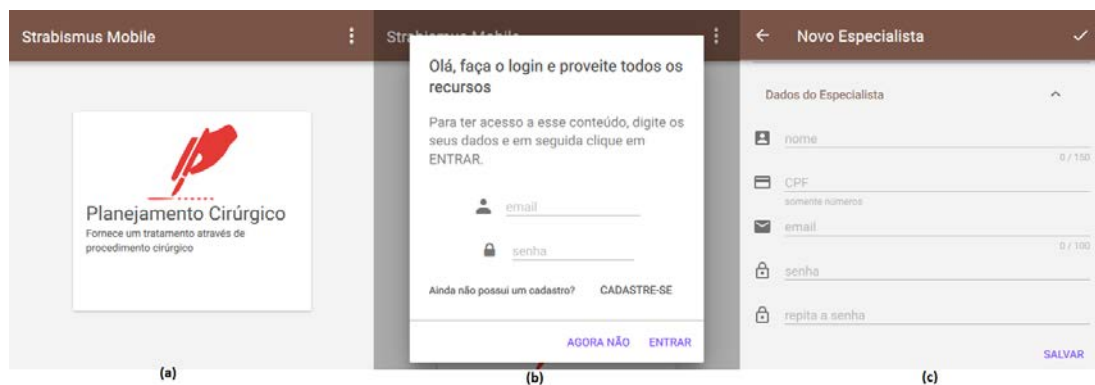 Strabismus Mobile
Planejamento Cirúrgico
Fornece um tratamento através de
procedimento cirúrgico
(a)
Olá, faça o login e proveite todos os
recursos
Para ter acesso a esse conteúdo, digite os
seus dados e em seguida clique em
ENTRAR.
email
senha
Ainda não possui um cadastro? CADASTRE-SE
AGORA NÃO ENTRAR
(b)
Novo Especialista
Dados do Especialista
nome
0 / 150
CPF
somente números
email
0 / 100
senha
repita a senha
SALVAR
(c)